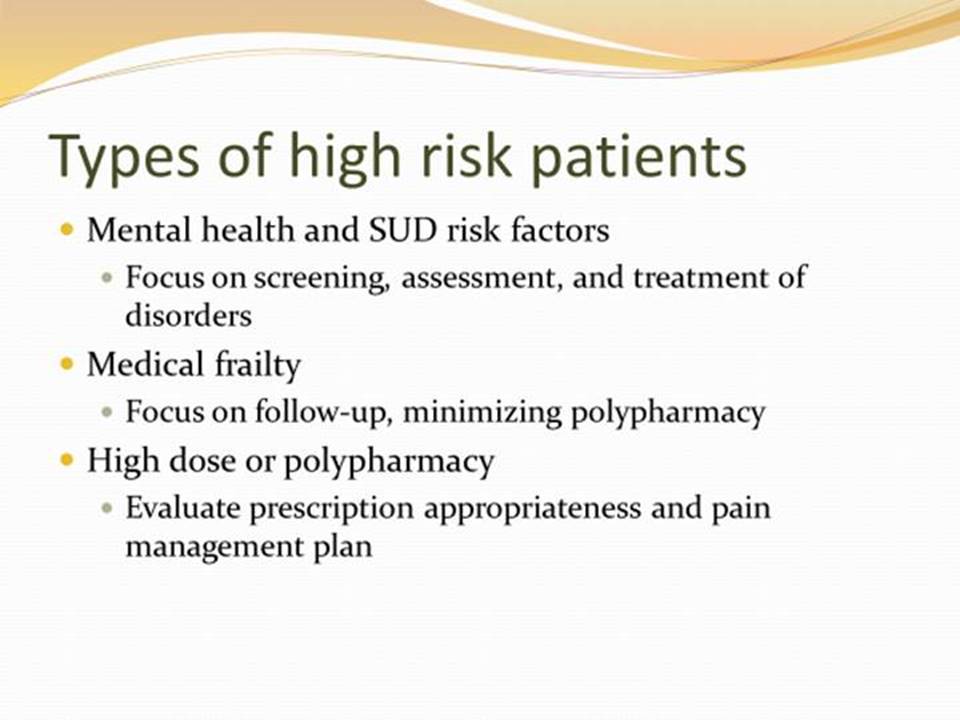 Types of high risk patients
Mental health and SUD risk factors
Focus on screening, assessment, and treatment of
disorders
Medical frailty
Focus on follow-up, minimizing polypharmacy
High dose or polypharmacy
Evaluate prescription appropriateness and pain
management plan